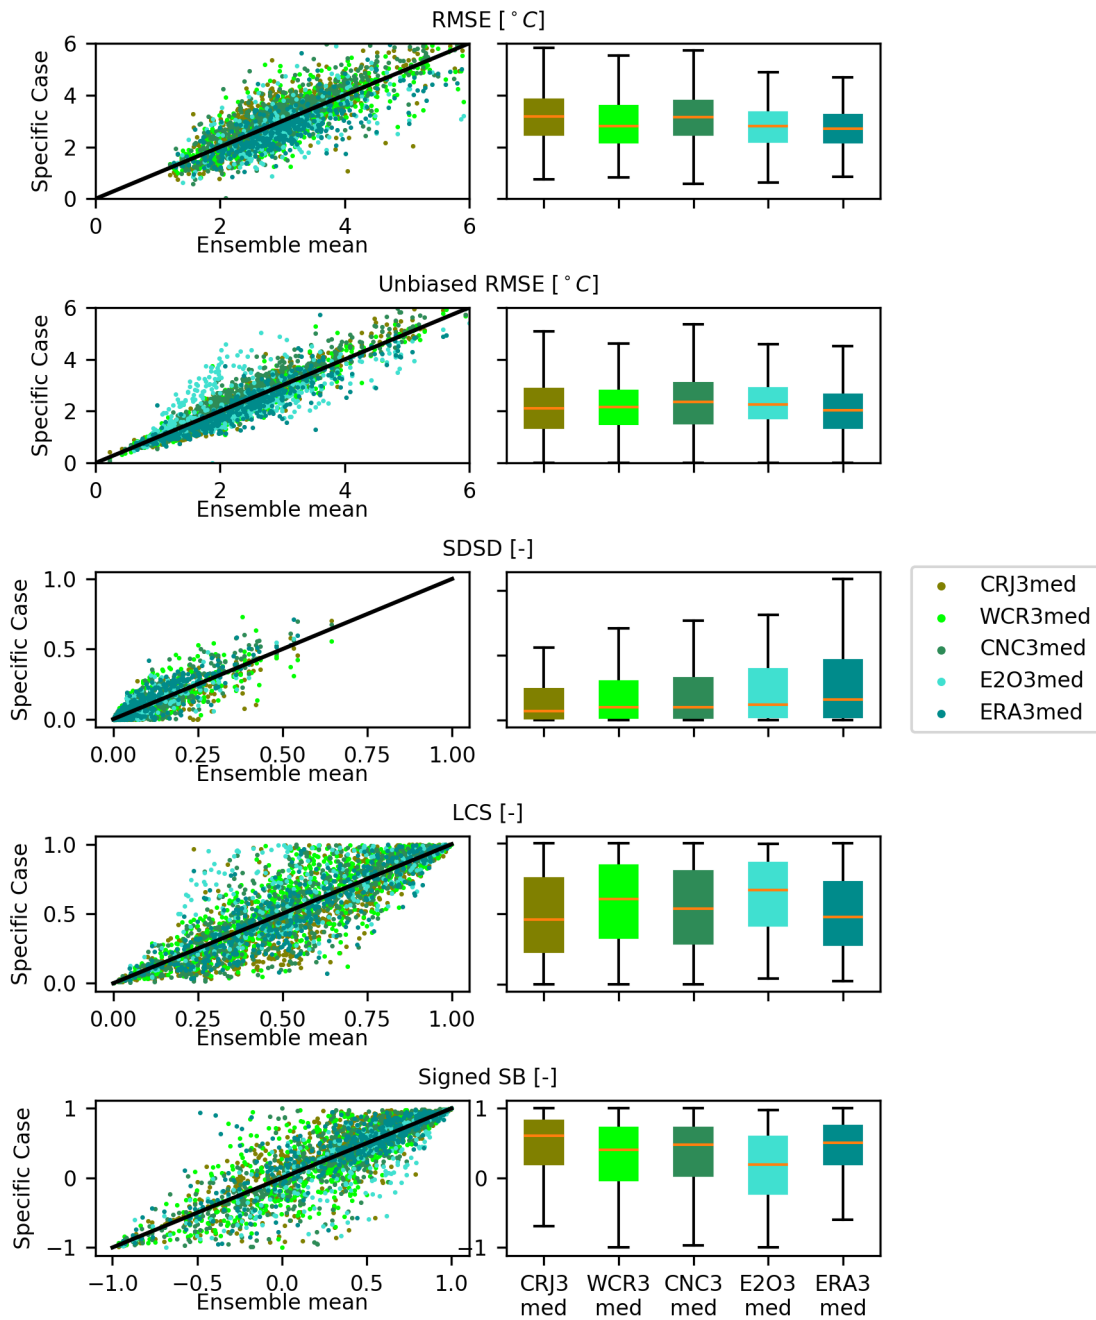 RMSE [°C]
6
4
2
0
Specific Case
0 2 4 6
Ensemble mean
Unbiased RMSE [°C]
6
4
2
0
Specific Case
0 2 4 6
Ensemble mean
SDSD [-]
1.0
0.5
0.0
Specific Case
0.00 0.25 0.50 0.75 1.00
Ensemble mean
CRJ3med
WCR3med
CNC3med
E2O3med
ERA3med
LCS [-]
1.0
0.5
0.0
Specific Case
0.00 0.25 0.50 0.75 1.00
Ensemble mean
Signed SB [-]
1
0
−1
Specific Case
−1.0 −0.5 0.0 0.5 1.0
Ensemble mean
1
0
−1
CRJ3 WCR3 CNC3 E2O3 ERA3
med med med med med